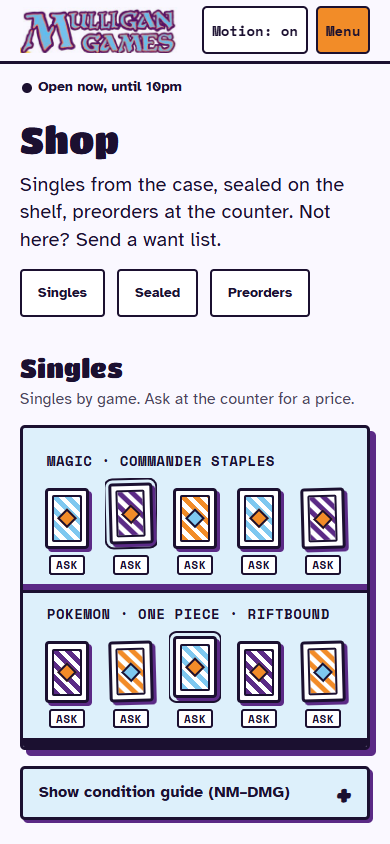 MULLIGAN GAMES
Motion: on
Menu
Open now, until 10pm
Shop
Singles from the case, sealed on the
shelf, preorders at the counter. Not
here? Send a want list.
Singles
Sealed
Preorders
Singles
Singles by game. Ask at the counter for a price.
MAGIC · COMMANDER STAPLES
ASK
ASK
ASK
ASK
ASK
POKEMON · ONE PIECE · RIFTBOUND
ASK
ASK
ASK
ASK
ASK
Show condition guide (NM–DMG)